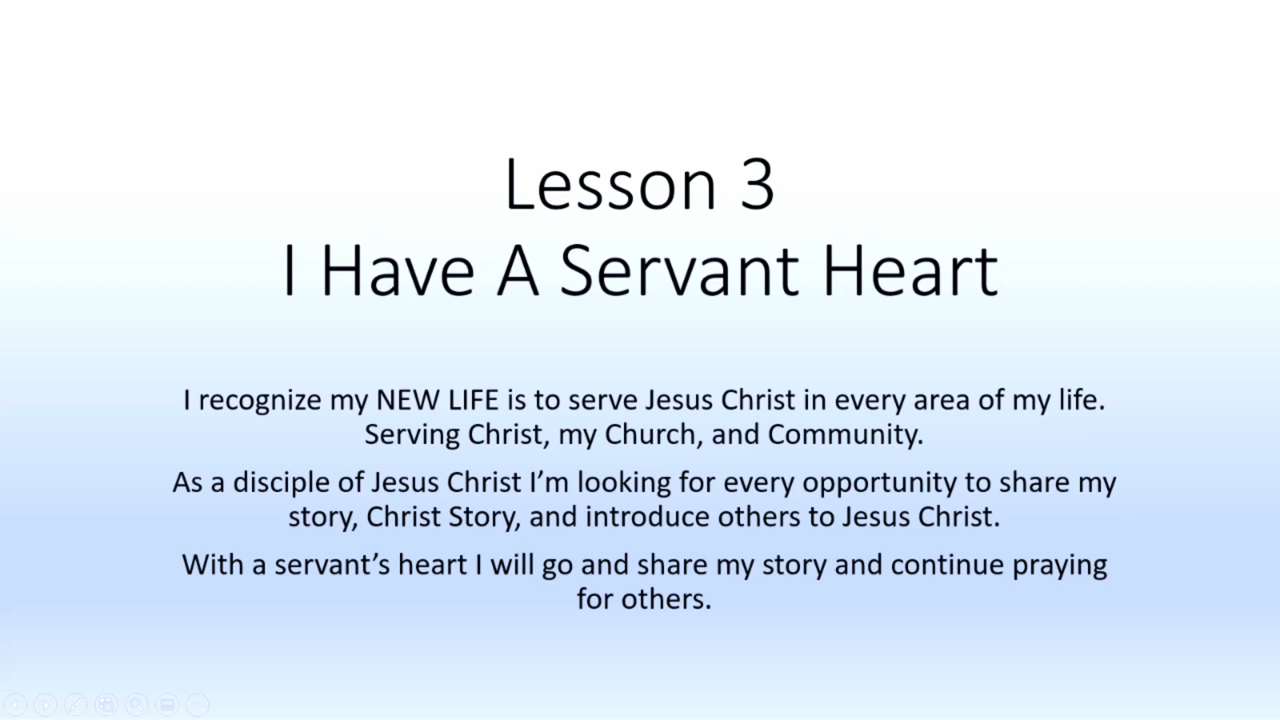 Lesson 3
I Have A Servant Heart
I recognize my NEW LIFE is to serve Jesus Christ in every area of my life.
Serving Christ, my Church, and Community.
As a disciple of Jesus Christ I’m looking for every opportunity to share my
story, Christ Story, and introduce others to Jesus Christ.
With a servant’s heart I will go and share my story and continue praying
for others.